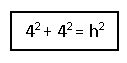 4² + 4² = h²